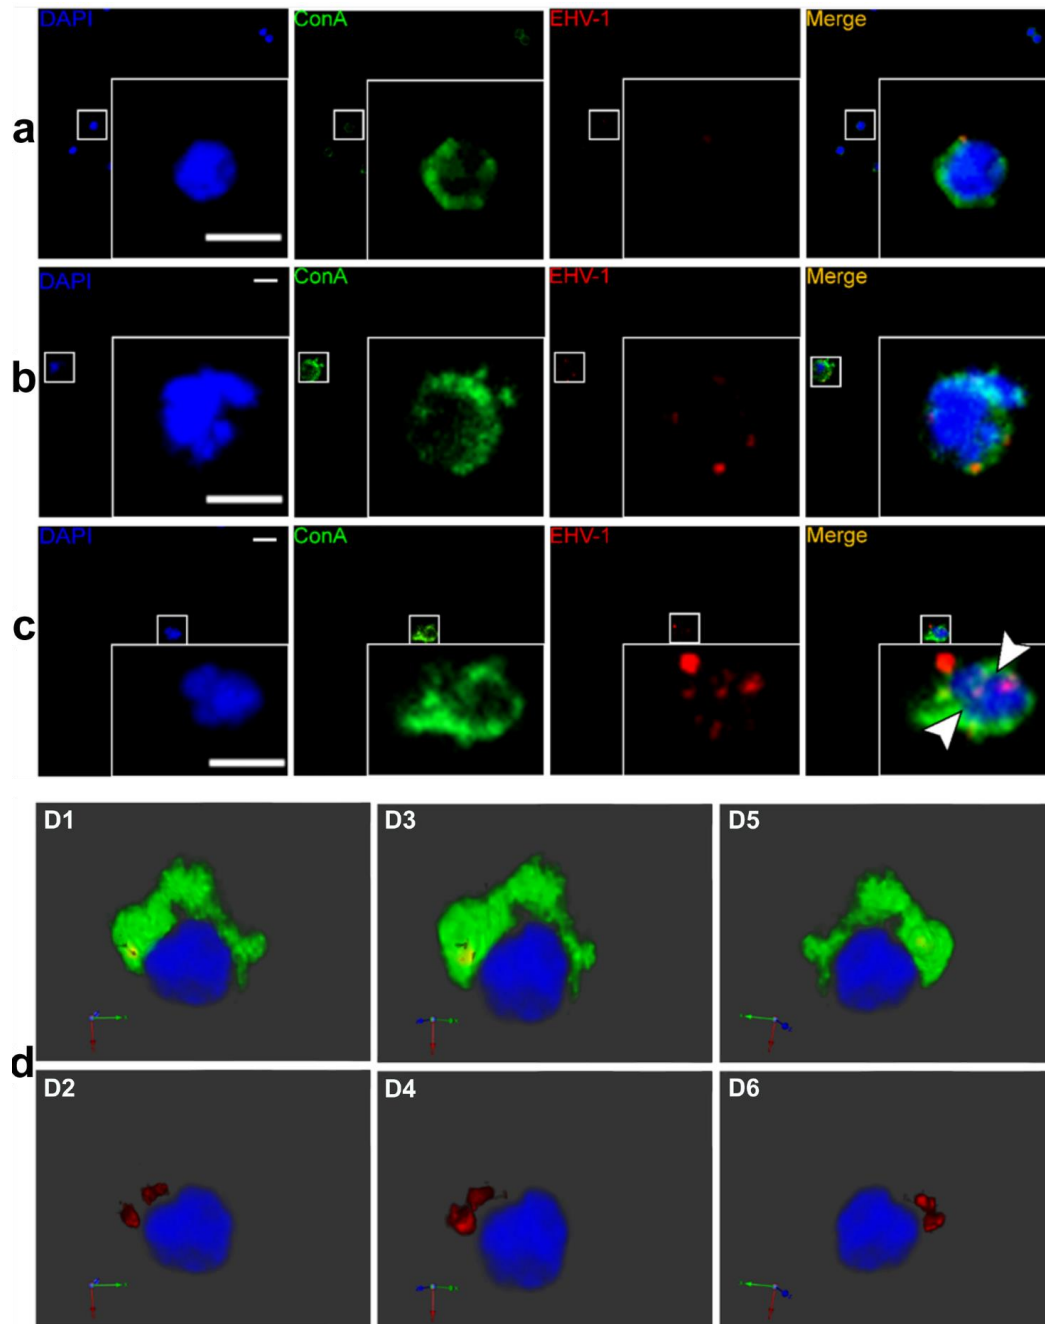 DAPI ConA EHV-1 Merge
a
DAPI ConA EHV-1 Merge
b
DAPI ConA EHV-1 Merge
c
D1 D3 D5
d
D2 D4 D6